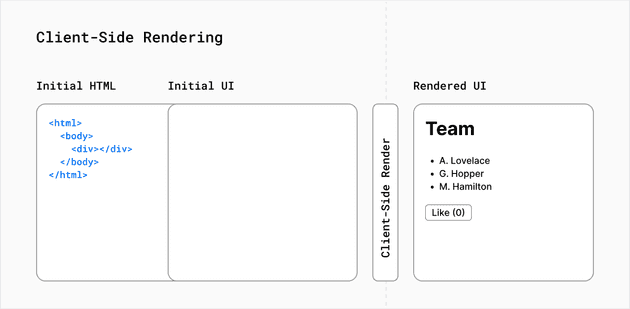 Client-Side Rendering
Initial HTML
Initial UI
Rendered UI
<html>
<body>
<div></div>
</body>
</html>
Client-Side Render
Team
• A. Lovelace
• G. Hopper
• M. Hamilton
Like (0)